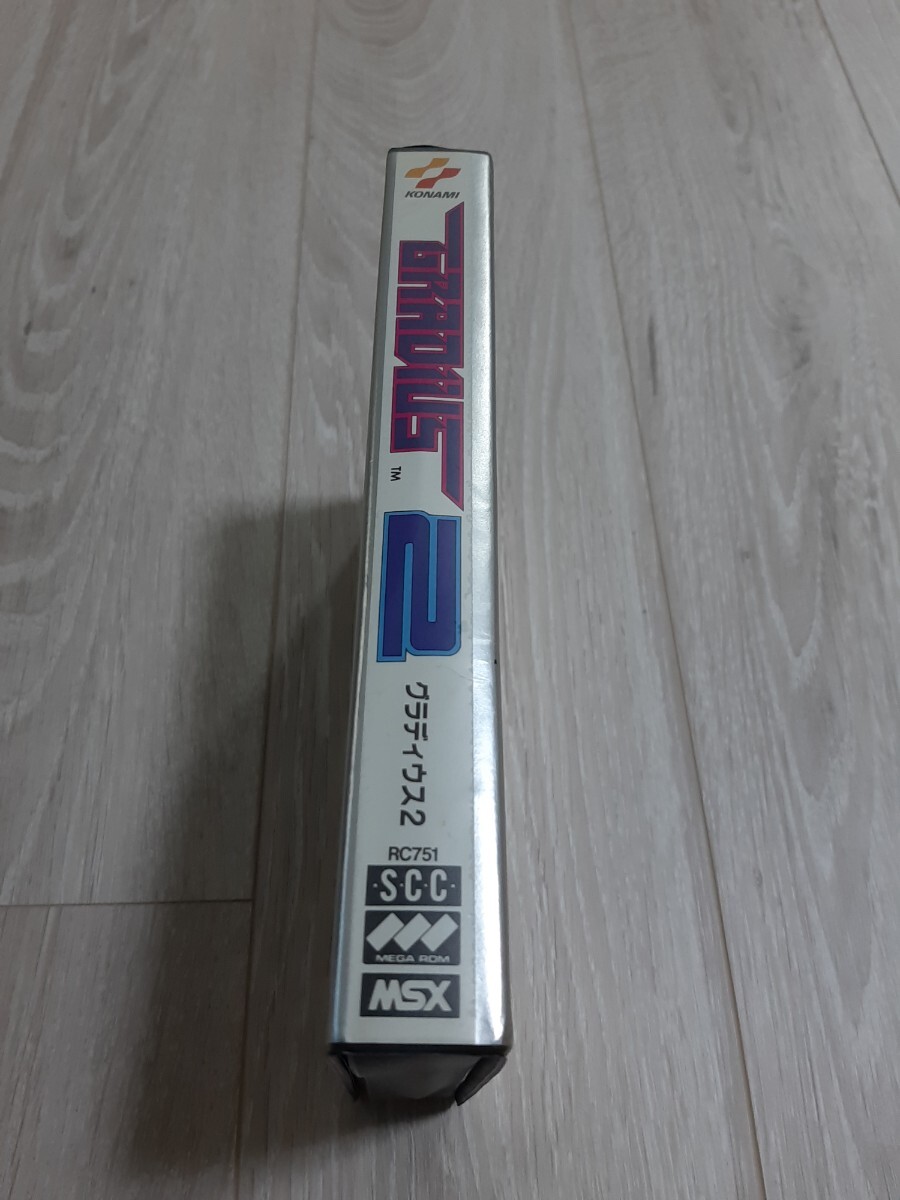 KONAMI
GRADIUS
TM
2
グラディウス2
RC751
·S·C·C·
MEGA ROM
MSX